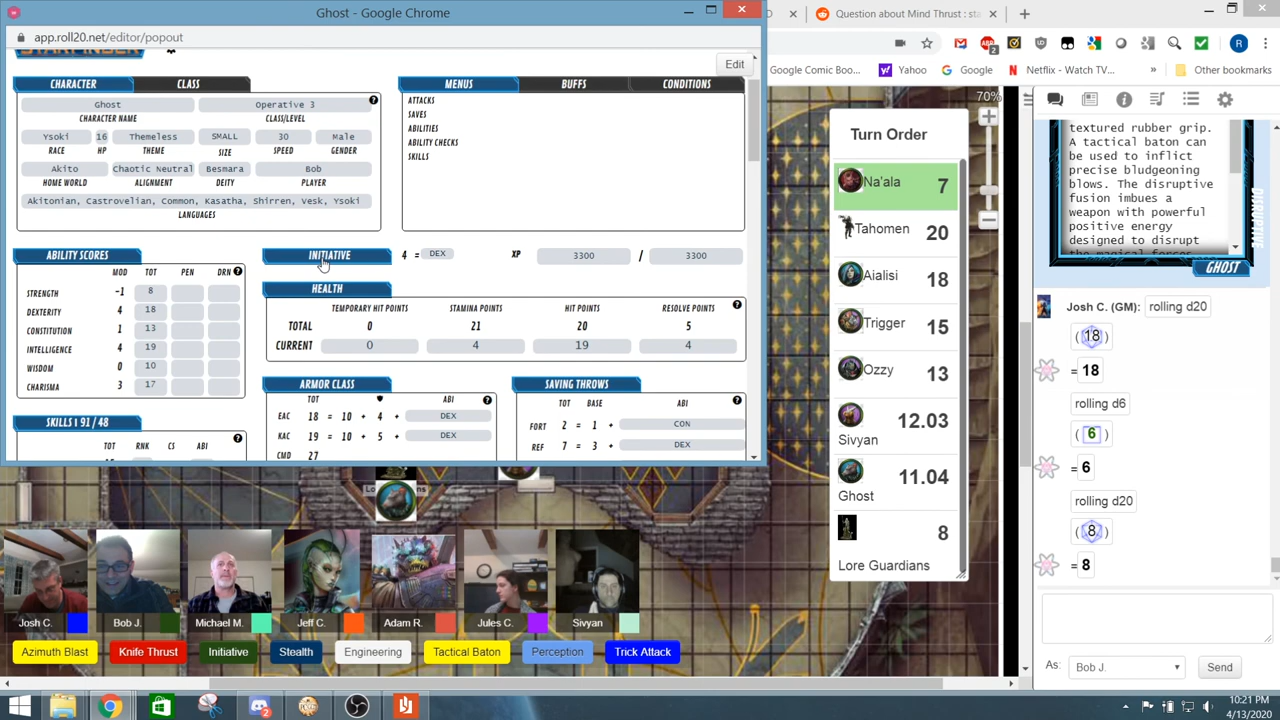 Ghost - Google Chrome
app.roll20.net/editor/popout
STARFINDER
Edit
CHARACTER CLASS
Ghost Operative 3
CHARACTER NAME CLASS/LEVEL
Ysoki 16 Themeless SMALL 30 Male
RACE HP THEME SIZE SPEED GENDER
Akito Chaotic Neutral Besmara Bob
HOME WORLD ALIGNMENT DEITY PLAYER
Akitonian, Castrovelian, Common, Kasatha, Shirren, Vesk, Ysoki
LANGUAGES
MENUS BUFFS CONDITIONS
ATTACKS
SAVES
ABILITIES
ABILITY CHECKS
SKILLS
ABILITY SCORES
MOD TOT PEN DRN
STRENGTH -1 8
DEXTERITY 4 18
CONSTITUTION 1 13
INTELLIGENCE 4 19
WISDOM 0 10
CHARISMA 3 17
SKILLS | 91 / 48
TOT RNK CS ABI
INITIATIVE 4 = DEX XP 3300 / 3300
HEALTH
TEMPORARY HIT POINTS STAMINA POINTS HIT POINTS RESOLVE POINTS
TOTAL 0 21 20 5
CURRENT 0 4 19 4
ARMOR CLASS
TOT ABI
EAC 18 = 10 + 4 + DEX
KAC 19 = 10 + 5 + DEX
CMD 27
SAVING THROWS
TOT BASE ABI
FORT 2 = 1 + CON
REF 7 = 3 + DEX
Question about Mind Thrust : sta
Google Comic Boo...
Yahoo
Google
Netflix - Watch TV...
»
Other bookmarks
70%
Turn Order
Na'ala 7
Tahomen 20
Aialisi 18
Trigger 15
Ozzy 13
Sivyan 12.03
Ghost 11.04
Lore Guardians 8
textured rubber grip.
A tactical baton can
be used to inflict
precise bludgeoning
blows. The disruptive
fusion imbues a
weapon with powerful
positive energy
designed to disrupt
the magical forces
DISRUPTIVE
GHOST
Josh C. (GM): rolling d20
(18)
= 18
rolling d6
(6)
= 6
rolling d20
(8)
= 8
As: Bob J. Send
Josh C.
Bob J.
Michael M.
Jeff C.
Adam R.
Jules C.
Sivyan
Azimuth Blast
Knife Thrust
Initiative
Stealth
Engineering
Tactical Baton
Perception
Trick Attack
10:21 PM
4/13/2020